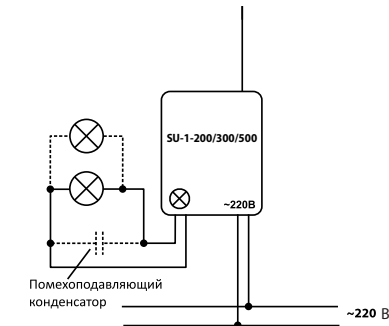 SU-1-200/300/500
~220В
Помехоподавляющий
конденсатор
~220 В